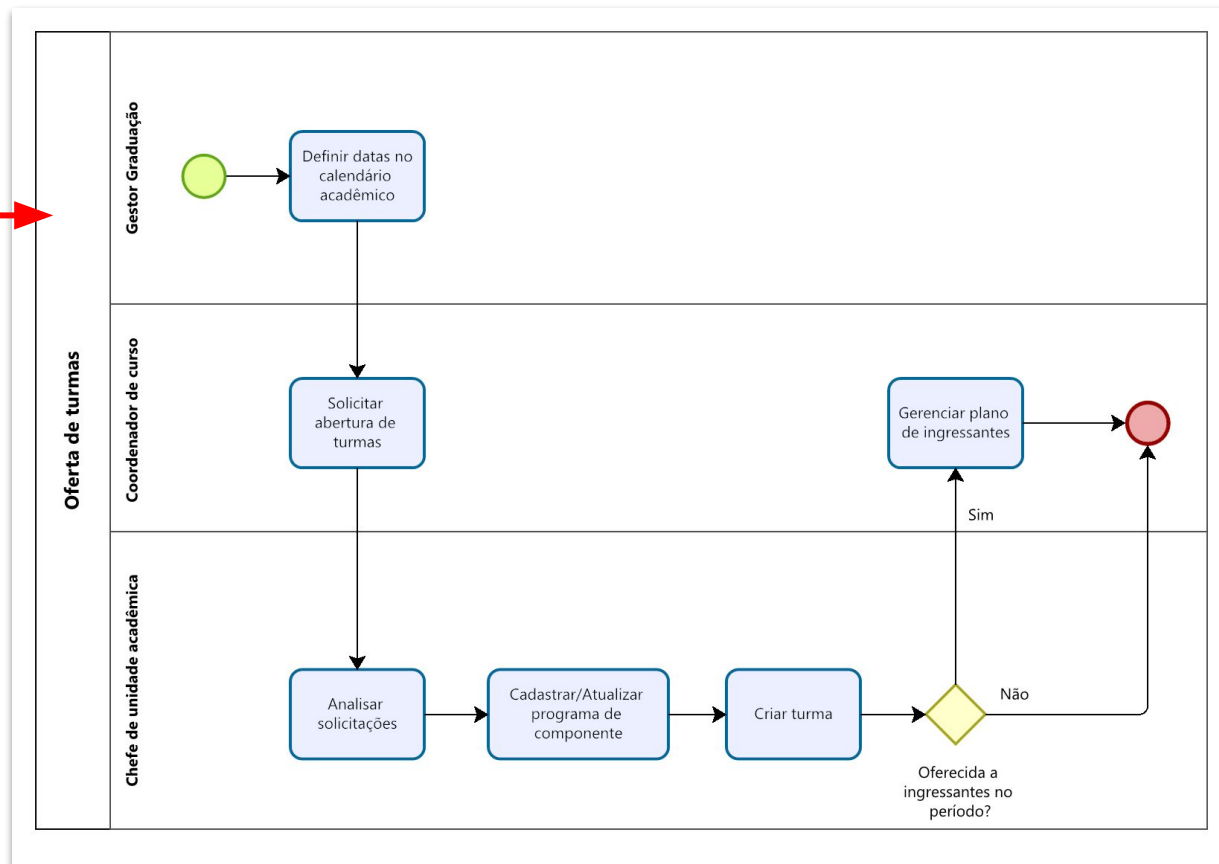 Oferta de turmas
Gestor Graduação
Definir datas no
calendário
acadêmico
Coordenador de curso
Solicitar
abertura de
turmas
Gerenciar plano
de ingressantes
Sim
Chefe de unidade acadêmica
Analisar
solicitações
Cadastrar/Atualizar
programa de
componente
Criar turma
Não
Oferecida a
ingressantes no
período?